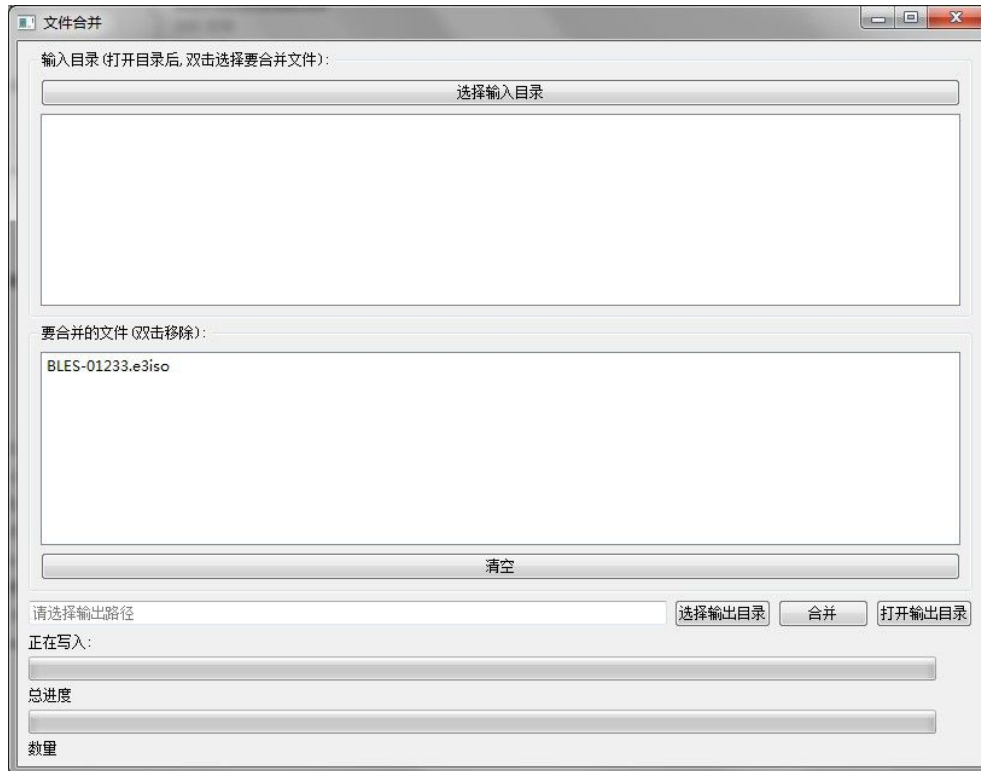 文件合并
输入目录(打开目录后,双击选择要合并文件):
选择输入目录
要合并的文件(双击移除):
BLES-01233.e3iso
清空
请选择输出路径 选择输出目录 合并 打开输出目录
正在写入:
总进度
数量